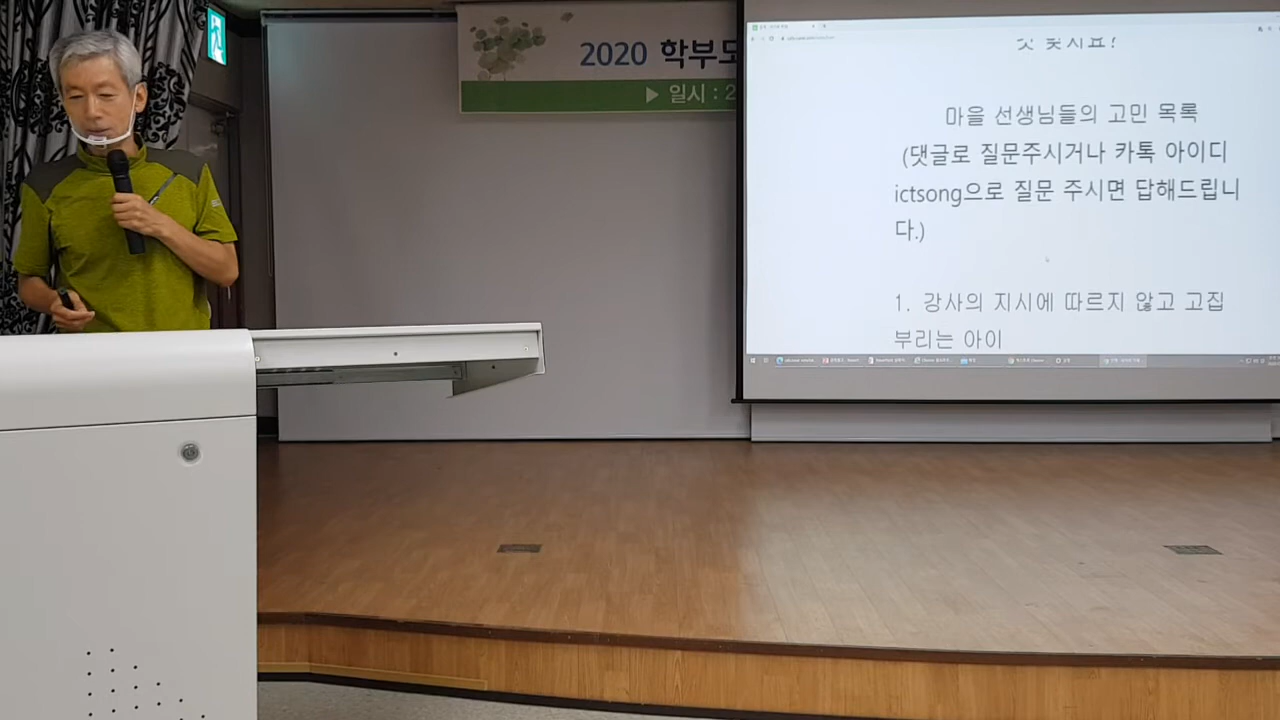 2020 학부모
▶ 일시 : 2
마을 선생님들의 고민 목록
(댓글로 질문주시거나 카톡 아이디
ictsong으로 질문 주시면 답해드립니
다.)
1. 강사의 지시에 따르지 않고 고집
부리는 아이